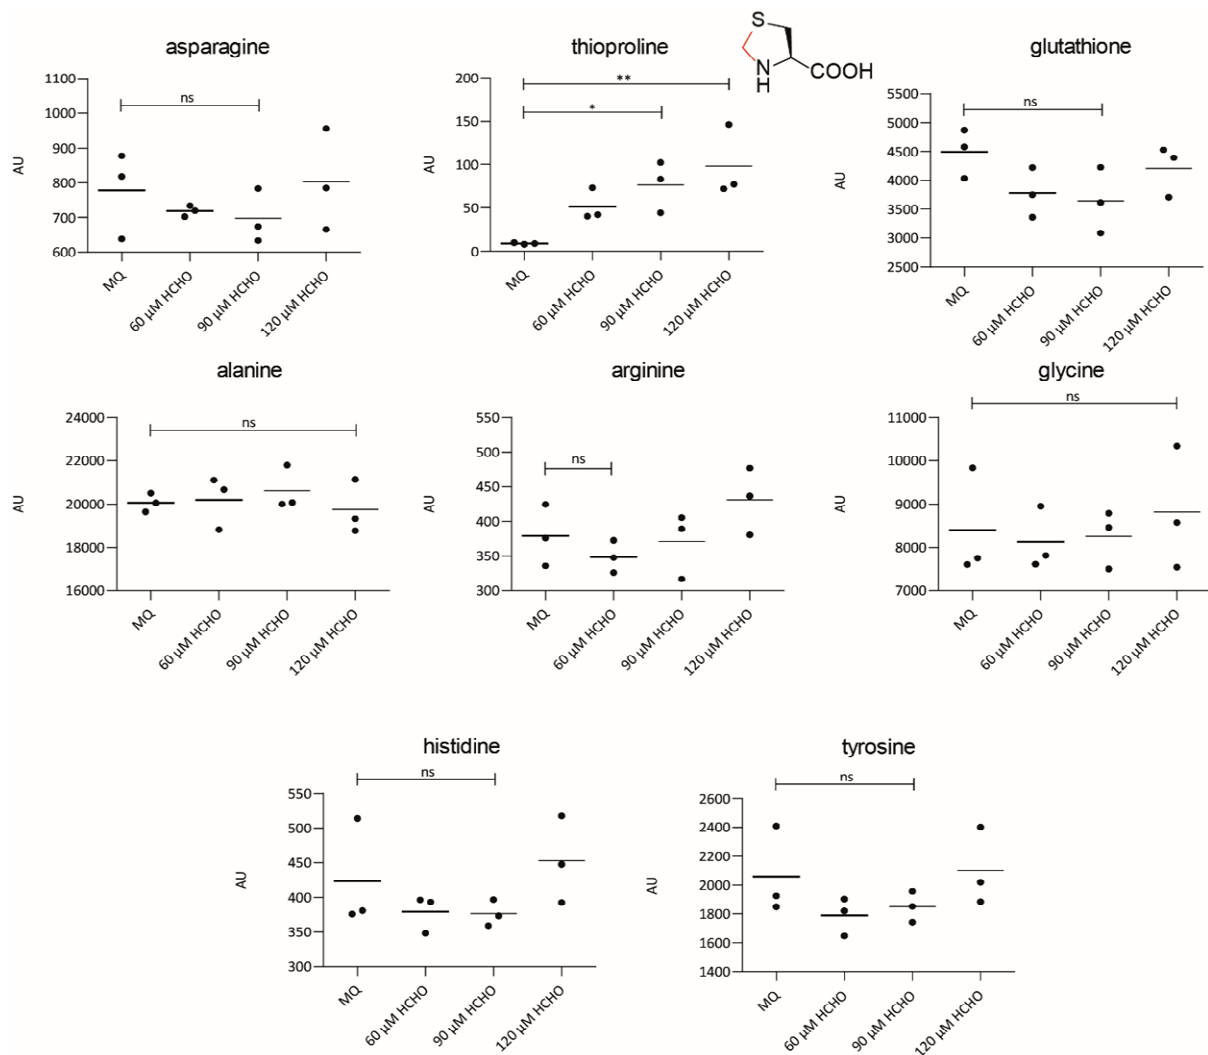 asparagine
1100
1000
900
800
700
600
AU
ns
MQ
60 µM HCHO
90 µM HCHO
120 µM HCHO
thioproline
200
150
100
50
0
AU
**
*
MQ
60 µM HCHO
90 µM HCHO
120 µM HCHO
S
N
H
COOH
glutathione
5500
5000
4500
4000
3500
3000
2500
AU
ns
MQ
60 µM HCHO
90 µM HCHO
120 µM HCHO
alanine
24000
22000
20000
18000
16000
AU
ns
MQ
60 µM HCHO
90 µM HCHO
120 µM HCHO
arginine
550
500
450
400
350
300
AU
ns
MQ
60 µM HCHO
90 µM HCHO
120 µM HCHO
glycine
11000
10000
9000
8000
7000
AU
ns
MQ
60 µM HCHO
90 µM HCHO
120 µM HCHO
histidine
550
500
450
400
350
300
AU
ns
MQ
60 µM HCHO
90 µM HCHO
120 µM HCHO
tyrosine
2600
2400
2200
2000
1800
1600
1400
AU
ns
MQ
60 µM HCHO
90 µM HCHO
120 µM HCHO